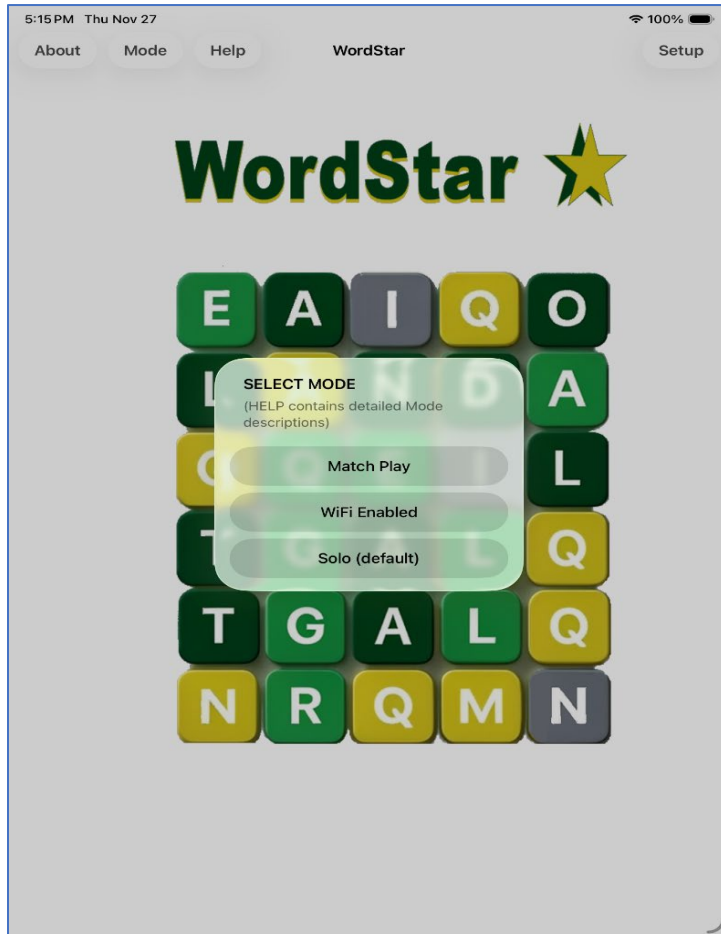 5:15 PM Thu Nov 27 100%
About Mode Help WordStar Setup
WordStar
E A I Q O
L N D A
SELECT MODE
(HELP contains detailed Mode
descriptions)
L
Match Play
WiFi Enabled
T G A L Q
Solo (default)
T G A L Q
N R Q M N